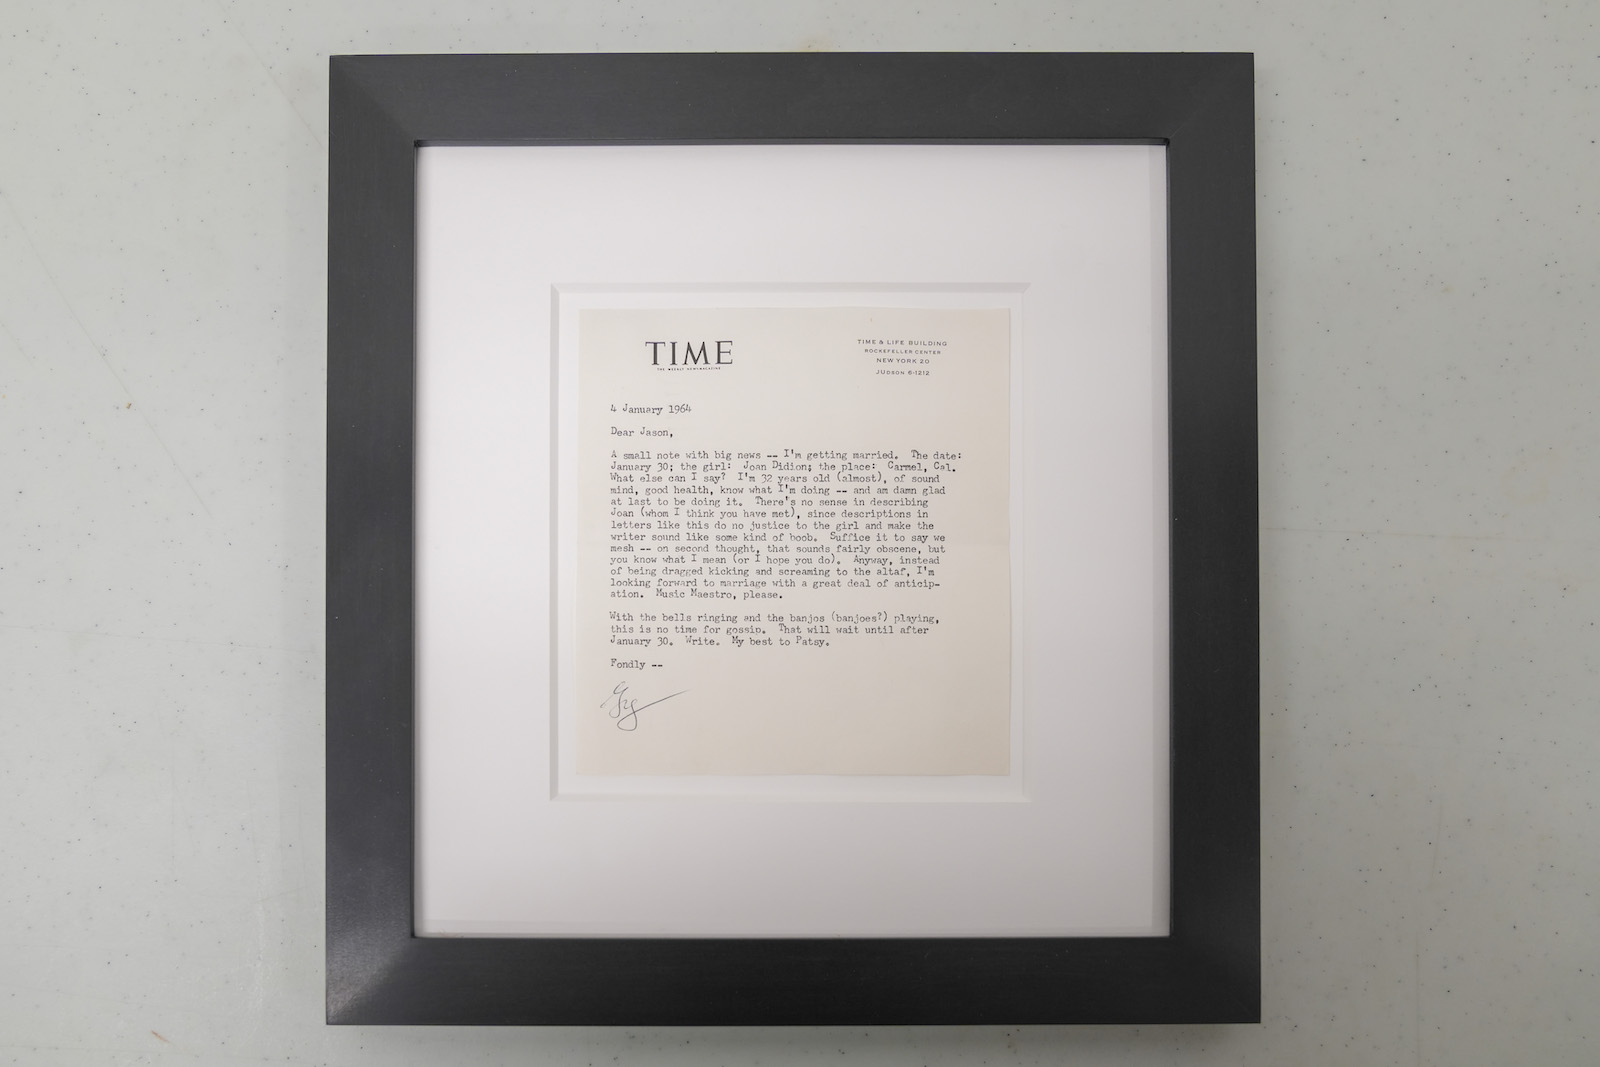 TIME
THE WEEKLY NEWSMAGAZINE
TIME & LIFE BUILDING
ROCKEFELLER CENTER
NEW YORK 20
JUDSON 6-1212
4 January 1964
Dear Jason,
A small note with big news -- I'm getting married. The date:
January 30; the girl: Joan Didion; the place: Carmel, Cal.
What else can I say? I'm 32 years old (almost), of sound
mind, good health, know what I'm doing -- and am damn glad
at last to be doing it. There's no sense in describing
Joan (whom I think you have met), since descriptions in
letters like this do no justice to the girl and make the
writer sound like some kind of boob. Suffice it to say we
mesh -- on second thought, that sounds fairly obscene, but
you know what I mean (or I hope you do). Anyway, instead
of being dragged kicking and screaming to the altaf, I'm
looking forward to marriage with a great deal of anticip-
ation. Music Maestro, please.
With the bells ringing and the banjos (banjoes?) playing,
this is no time for gossip. That will wait until after
January 30. Write. My best to Patsy.
Fondly --